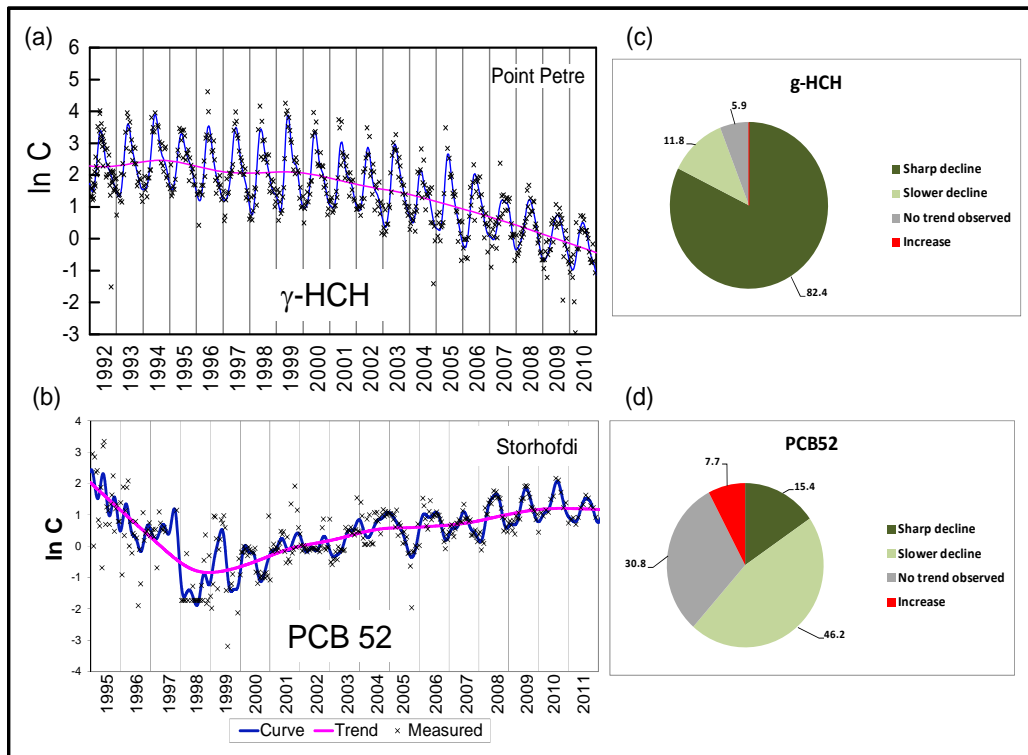 (a)
6
5
4
3
2
1
0
-1
-2
-3
ln C
Point Petre
γ-HCH
1992 1993 1994 1995 1996 1997 1998 1999 2000 2001 2002 2003 2004 2005 2006 2007 2008 2009 2010
(c)
g-HCH
5.9
11.8
82.4
Sharp decline
Slower decline
No trend observed
Increase
(b)
4
3
2
1
0
-1
-2
-3
-4
ln C
Storhofdi
PCB 52
1995 1996 1997 1998 1999 2000 2001 2002 2003 2004 2005 2006 2007 2008 2009 2010 2011
Curve Trend × Measured
(d)
PCB52
7.7
15.4
30.8
46.2
Sharp decline
Slower decline
No trend observed
Increase